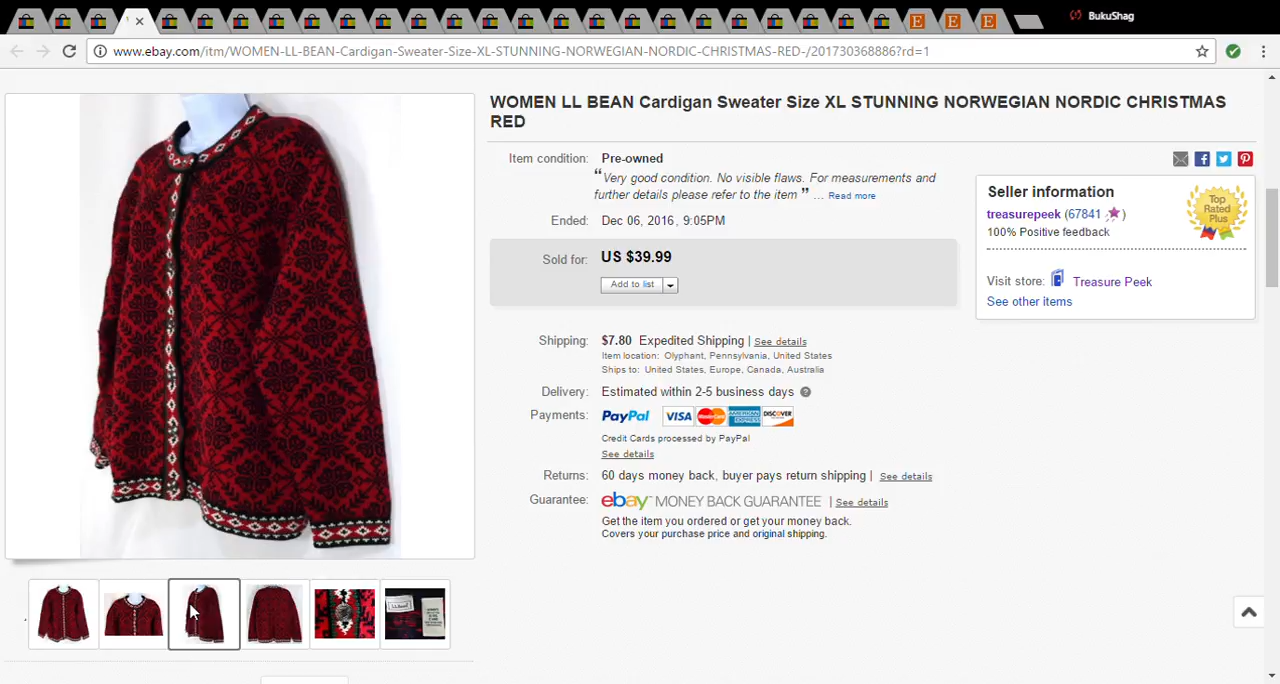 BukuShag
www.ebay.com/itm/WOMEN-LL-BEAN-Cardigan-Sweater-Size-XL-STUNNING-NORWEGIAN-NORDIC-CHRISTMAS-RED-/201730368886?rd=1
WOMEN LL BEAN Cardigan Sweater Size XL STUNNING NORWEGIAN NORDIC CHRISTMAS
RED
Item condition: Pre-owned
“Very good condition. No visible flaws. For measurements and
further details please refer to the item ” ... Read more
Ended: Dec 06, 2016 , 9:05PM
Sold for: US $39.99
Add to list
Shipping: $7.80 Expedited Shipping | See details
Item location: Olyphant, Pennsylvania, United States
Ships to: United States, Europe, Canada, Australia
Delivery: Estimated within 2-5 business days ?
Payments: PayPal VISA MasterCard AMERICAN EXPRESS DISCOVER
Credit Cards processed by PayPal
See details
Returns: 60 days money back, buyer pays return shipping | See details
Guarantee: ebay MONEY BACK GUARANTEE | See details
Get the item you ordered or get your money back.
Covers your purchase price and original shipping.
Seller information
treasurepeek (67841 )
100% Positive feedback
Top
Rated
Plus
Visit store: Treasure Peek
See other items
E E E
L.L.Bean